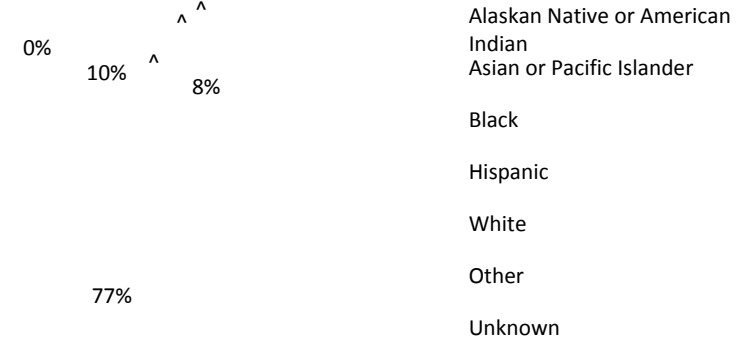 ^
^
0%
^
10%
8%
77%
Alaskan Native or American
Indian
Asian or Pacific Islander
Black
Hispanic
White
Other
Unknown